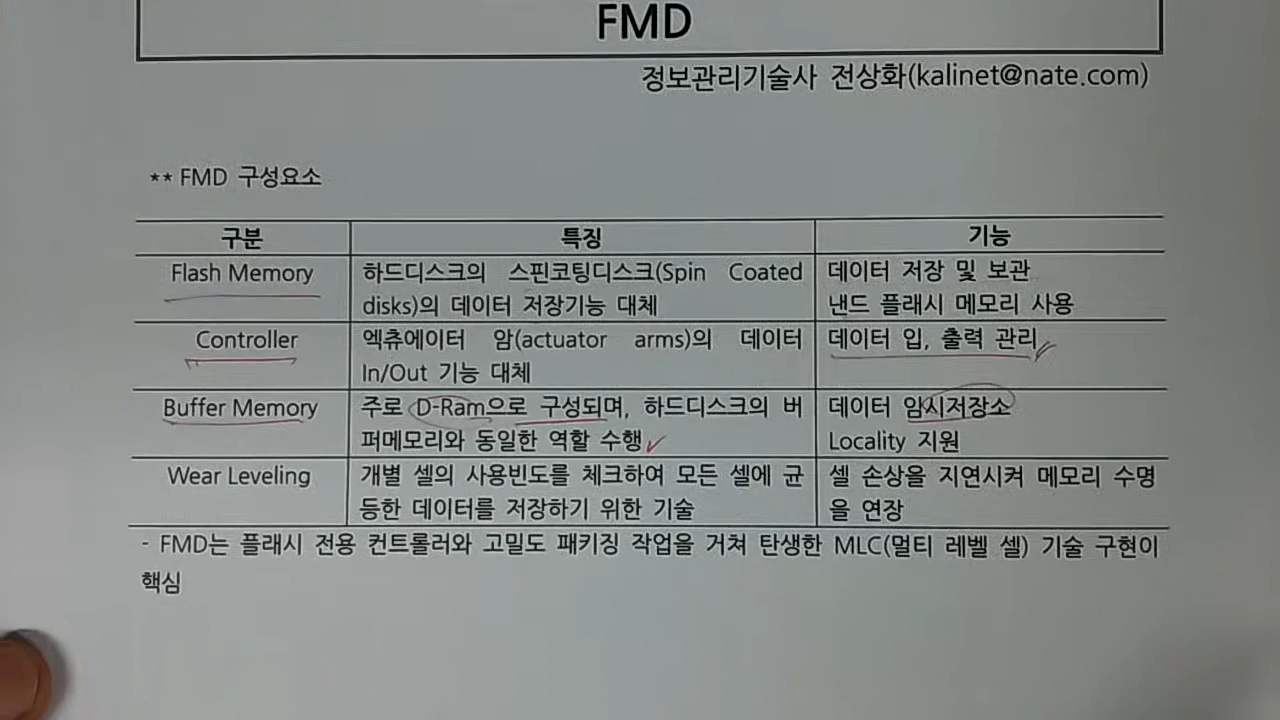 FMD
정보관리기술사 전상화(kalinet@nate.com)
** FMD 구성요소
구분 특징 기능
Flash Memory 하드디스크의 스핀코팅디스크(Spin Coated 데이터 저장 및 보관
disks)의 데이터 저장기능 대체 낸드 플래시 메모리 사용
Controller 엑츄에이터 암(actuator arms)의 데이터 데이터 입, 출력 관리
In/Out 기능 대체
Buffer Memory 주로 D-Ram으로 구성되며, 하드디스크의 버 데이터 임시저장소
퍼메모리와 동일한 역할 수행 Locality 지원
Wear Leveling 개별 셀의 사용빈도를 체크하여 모든 셀에 균 셀 손상을 지연시켜 메모리 수명
등한 데이터를 저장하기 위한 기술 을 연장
- FMD는 플래시 전용 컨트롤러와 고밀도 패키징 작업을 거쳐 탄생한 MLC(멀티 레벨 셀) 기술 구현이
핵심